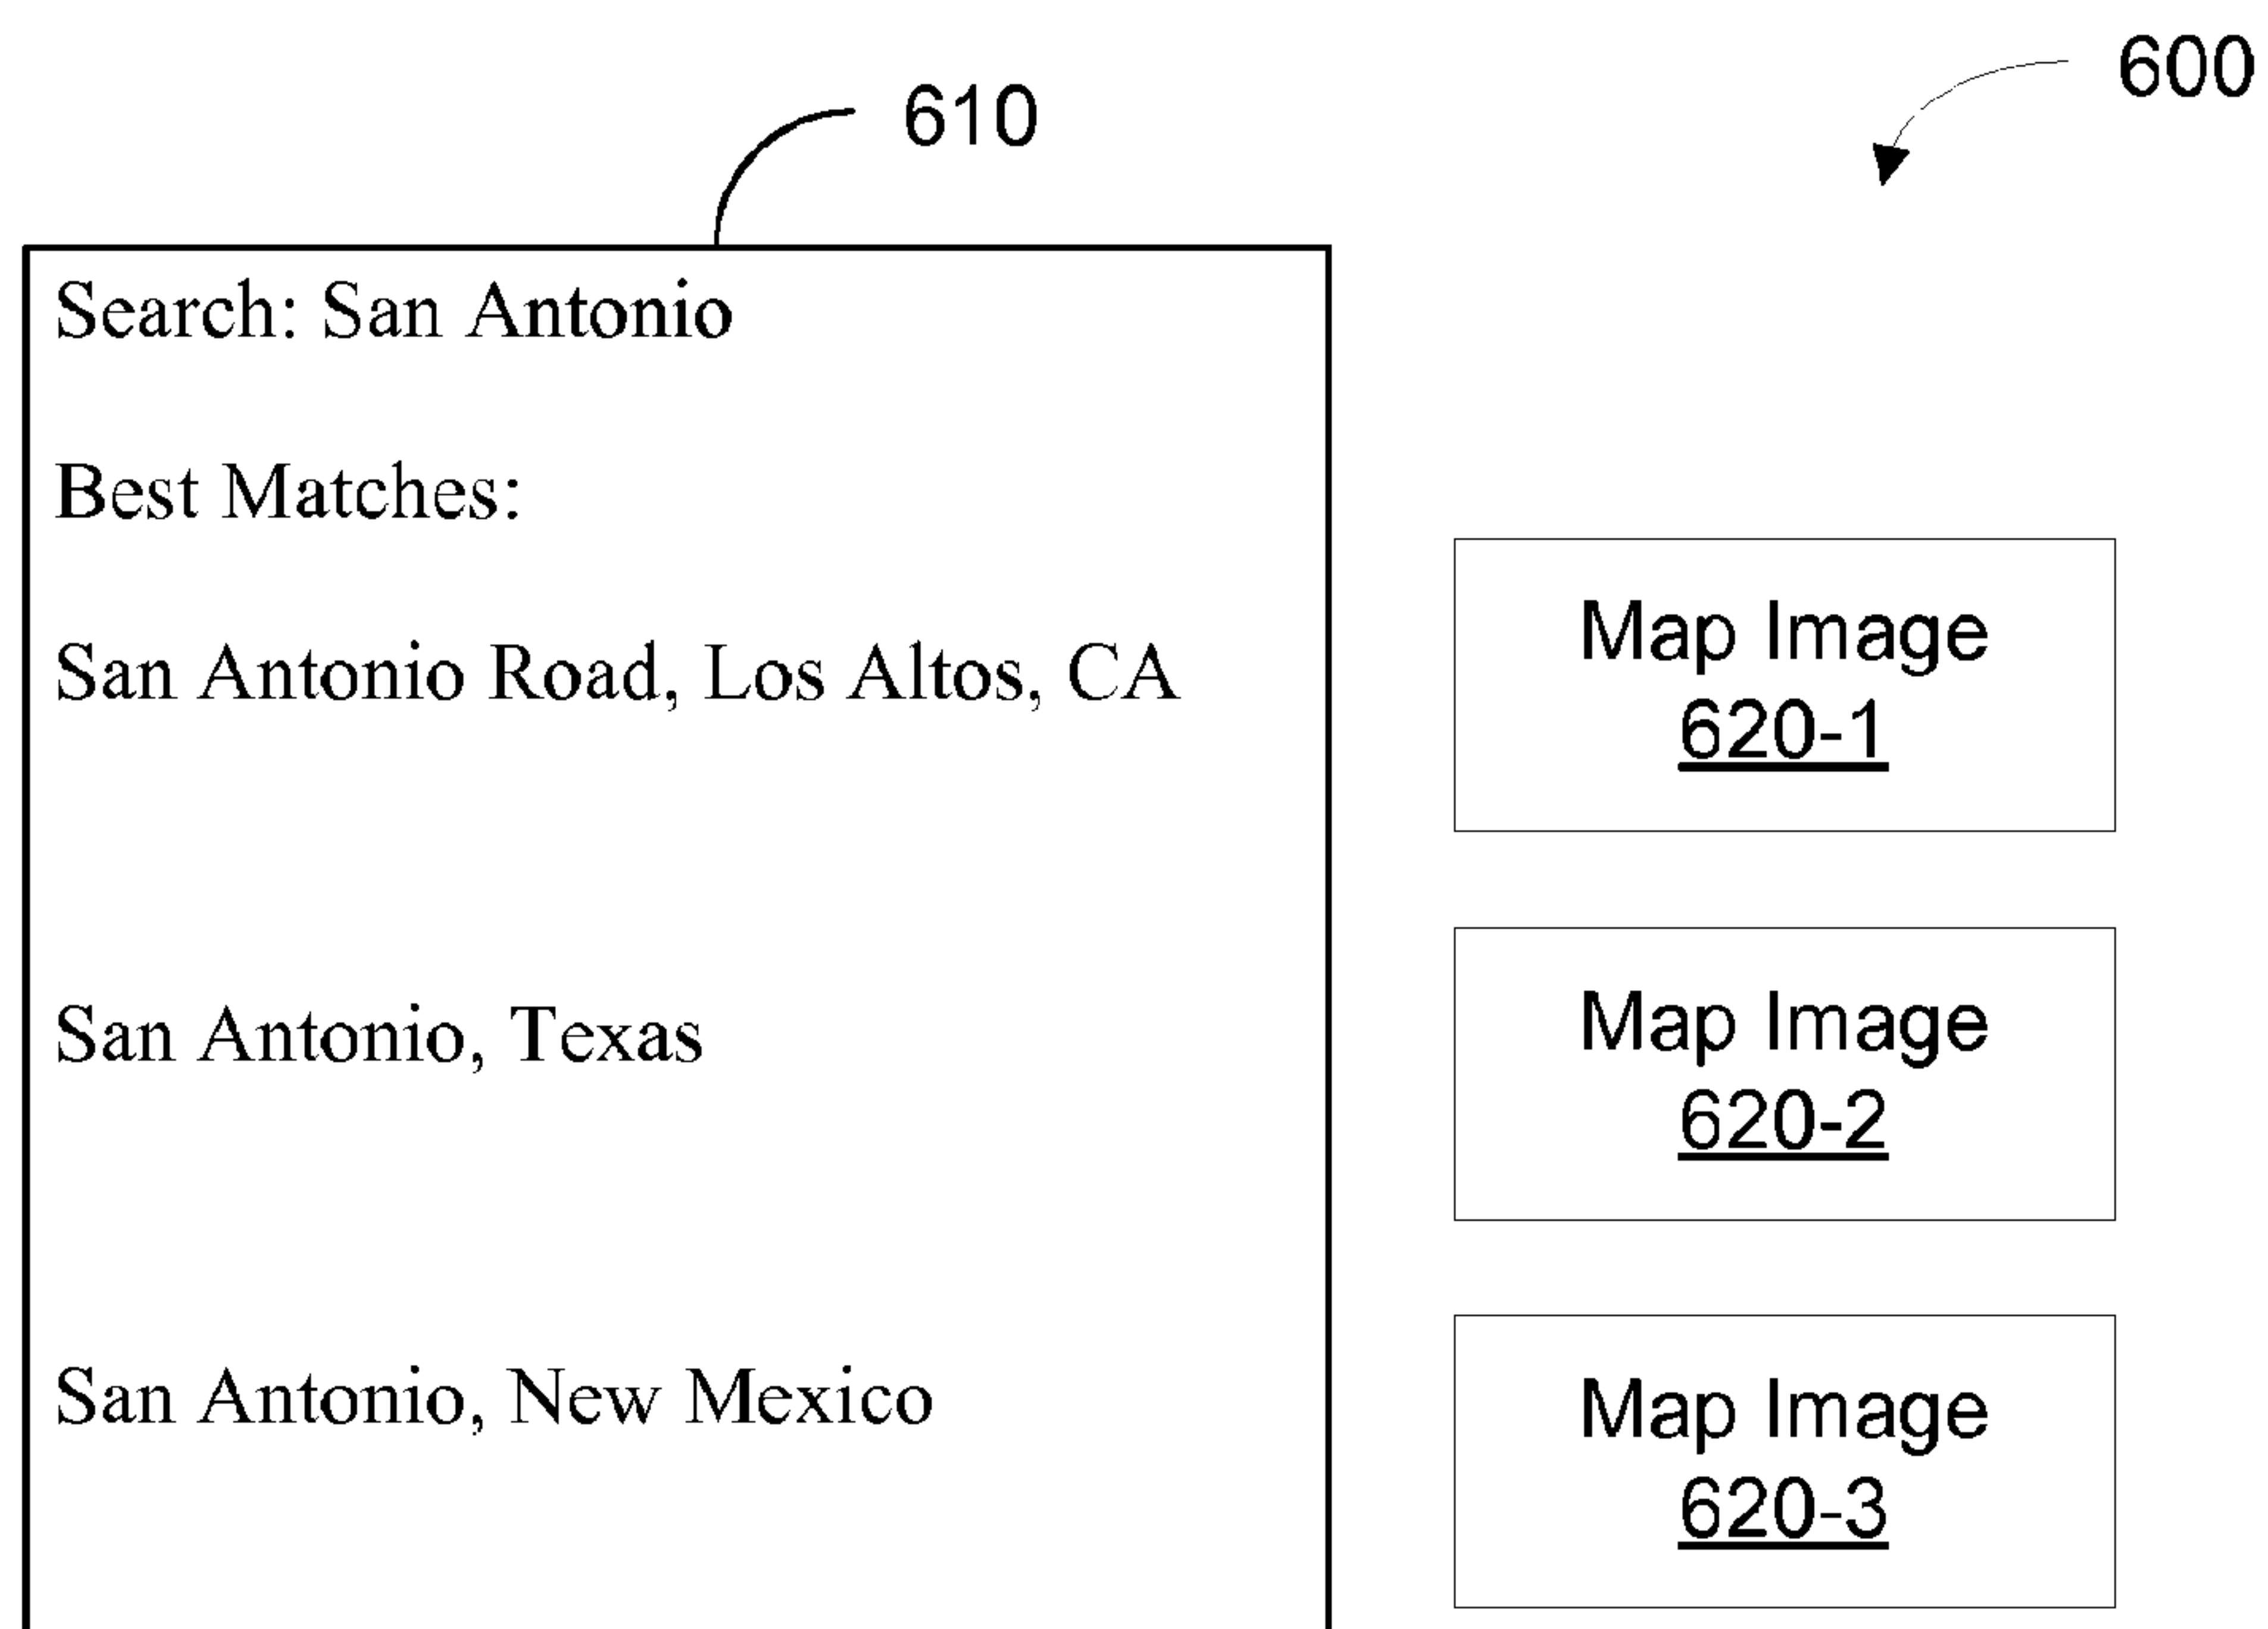 600
610
Search: San Antonio
Best Matches:
San Antonio Road, Los Altos, CA
Map Image
620-1
San Antonio, Texas
Map Image
620-2
San Antonio, New Mexico
Map Image
620-3